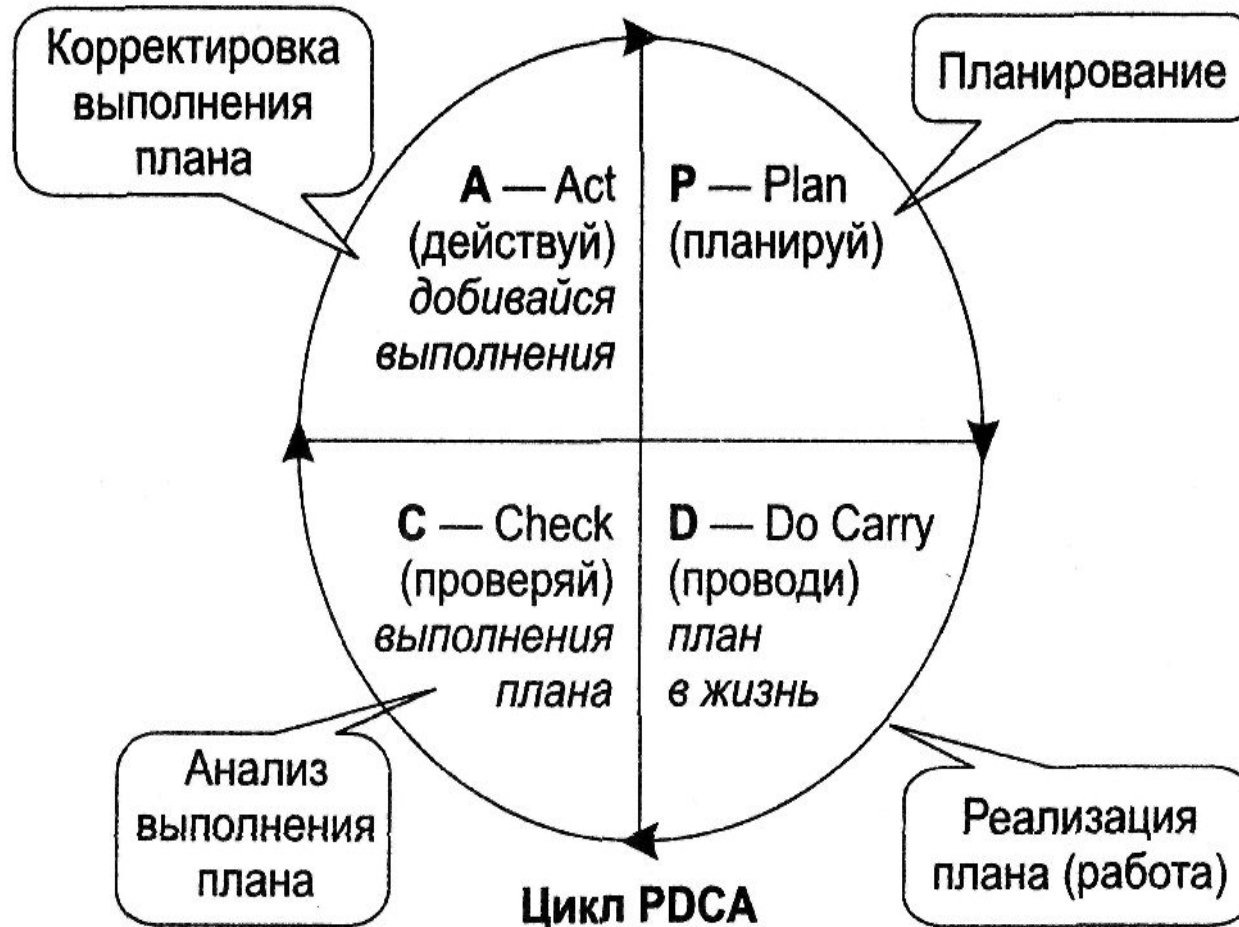 Корректировка
выполнения
плана
Планирование
A — Act
(действуй)
добивайся
выполнения
P — Plan
(планируй)
C — Check
(проверяй)
выполнения
плана
D — Do Carry
(проводи)
план
в жизнь
Анализ
выполнения
плана
Реализация
плана (работа)
Цикл PDCA